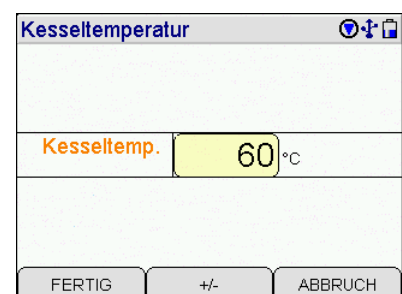 Kesseltemperatur
Kesseltemp. 60 °C
FERTIG +/- ABBRUCH